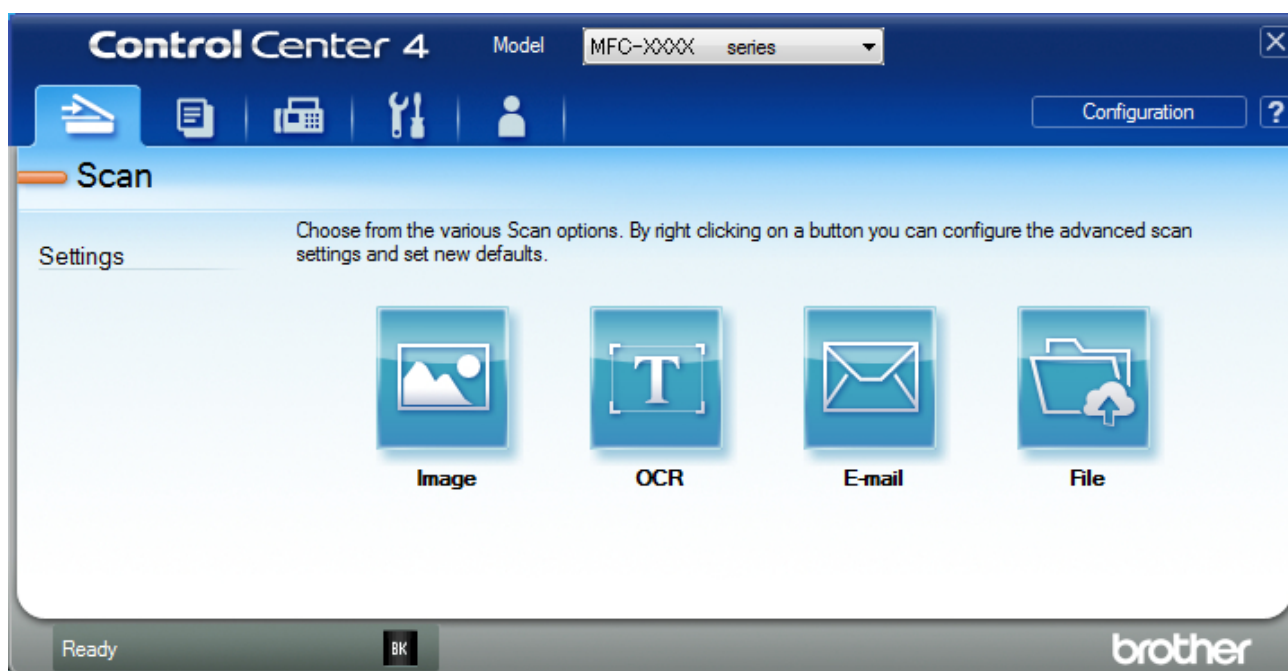 ControlCenter 4
Model
MFC-XXXX series
Configuration
?
Scan
Settings
Choose from the various Scan options. By right clicking on a button you can configure the advanced scan
settings and set new defaults.
T
Image
OCR
E-mail
File
Ready
BK
brother